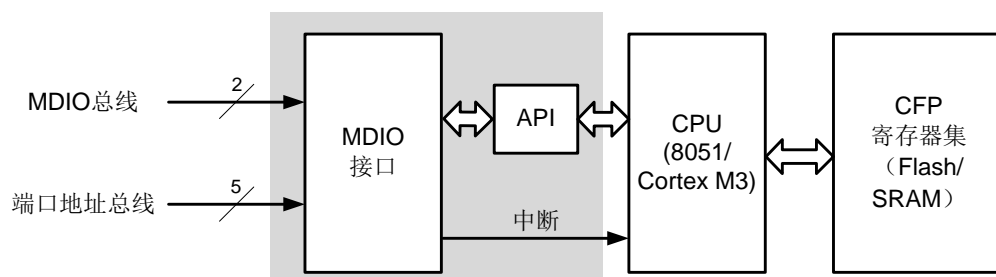 MDIO总线
2
端口地址总线
5
MDIO
接口
API
中断
CPU
(8051/
Cortex M3)
CFP
寄存器集
（Flash/
SRAM）